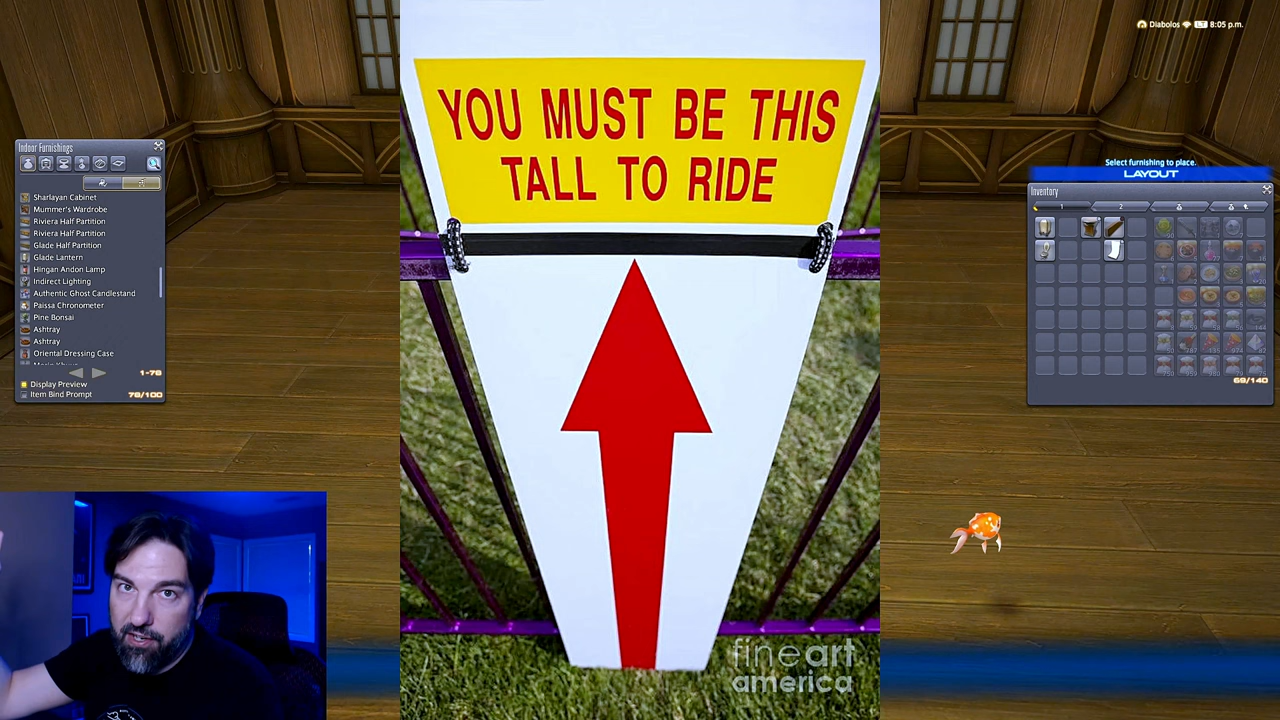 Diabolos LT 8:05 p.m.
YOU MUST BE THIS
TALL TO RIDE
Indoor Furnishings
Sharlayan Cabinet
Mummer's Wardrobe
Riviera Half Partition
Riviera Half Partition
Glade Half Partition
Glade Lantern
Hingan Andon Lamp
Indirect Lighting
Authentic Ghost Candlestand
Paissa Chronometer
Pine Bonsai
Ashtray
Ashtray
Oriental Dressing Case
1-78
Display Preview
Item Bind Prompt 78/100
Select furnishing to place.
LAYOUT
Inventory
1 2
69/140
fineart
america